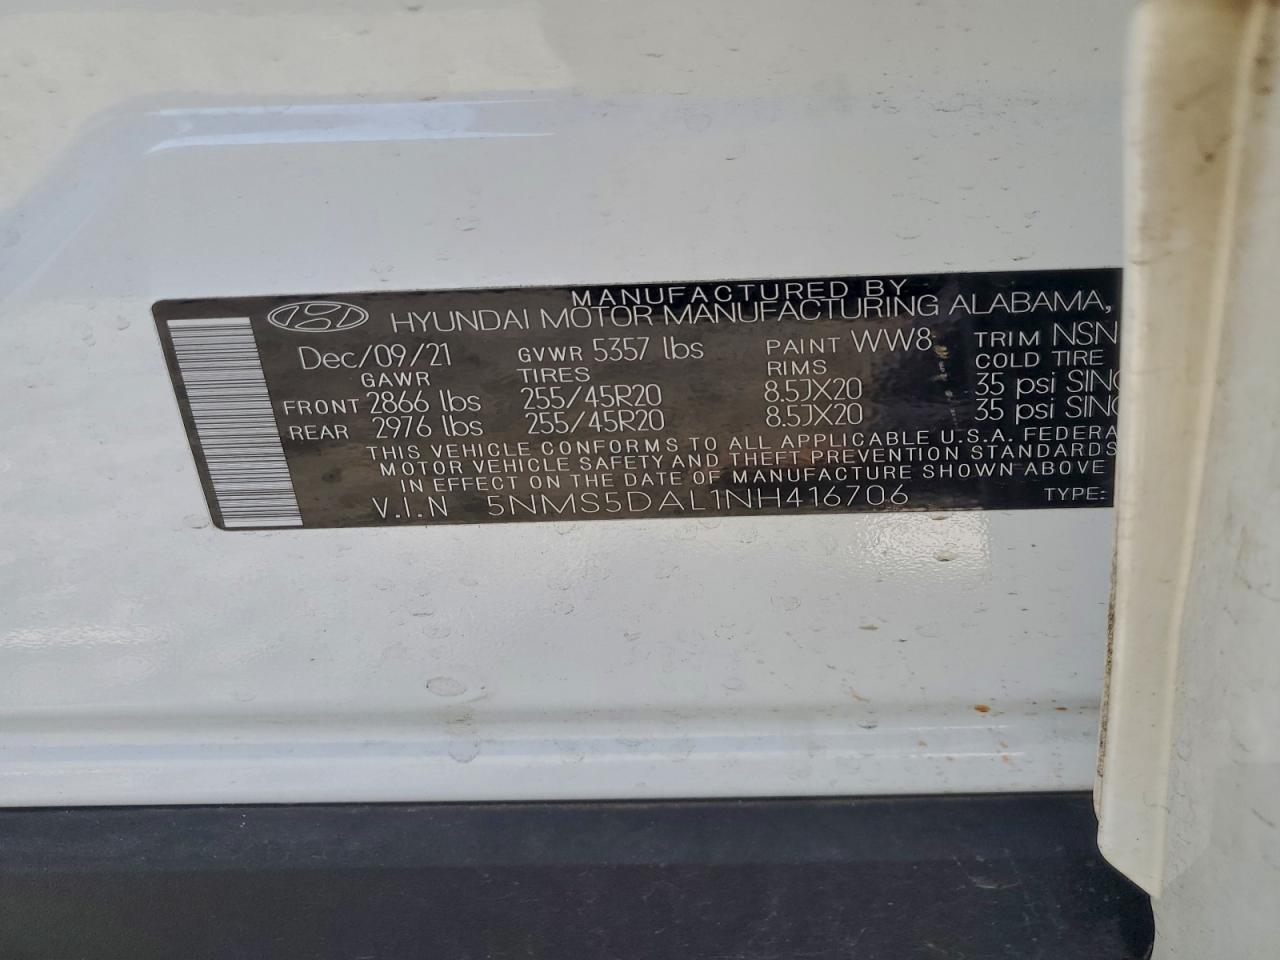 MANUFACTURED BY
HYUNDAI MOTOR MANUFACTURING ALABAMA,
Dec/09/21 GVWR 5357 lbs PAINT WW8 TRIM NSN
GAWR TIRES RIMS COLD TIRE
FRONT 2866 lbs 255/45R20 8.5JX20 35 psi SING
REAR 2976 lbs 255/45R20 8.5JX20 35 psi SING
THIS VEHICLE CONFORMS TO ALL APPLICABLE U.S.A. FEDERA
MOTOR VEHICLE SAFETY AND THEFT PREVENTION STANDARDS
IN EFFECT ON THE DATE OF MANUFACTURE SHOWN ABOVE
V.I.N 5NMS5DAL1NH416706 TYPE: